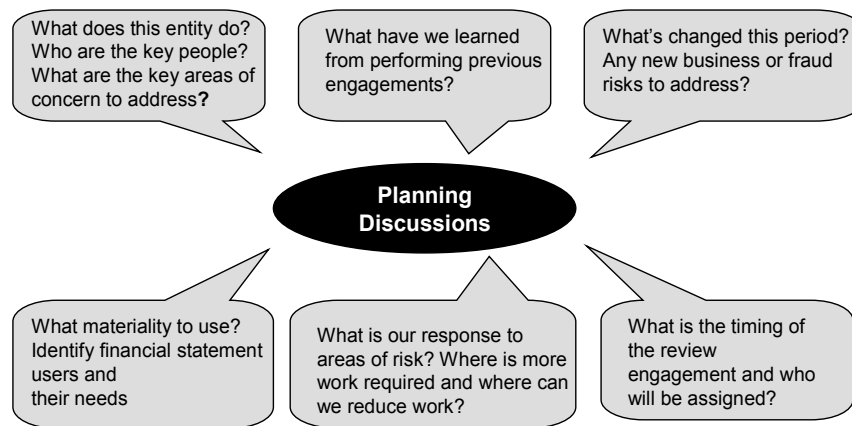 What does this entity do?
Who are the key people?
What are the key areas of
concern to address?
What have we learned
from performing previous
engagements?
What's changed this period?
Any new business or fraud
risks to address?
Planning
Discussions
What materiality to use?
Identify financial statement
users and
their needs
What is our response to
areas of risk? Where is more
work required and where can
we reduce work?
What is the timing of
the review
engagement and who
will be assigned?